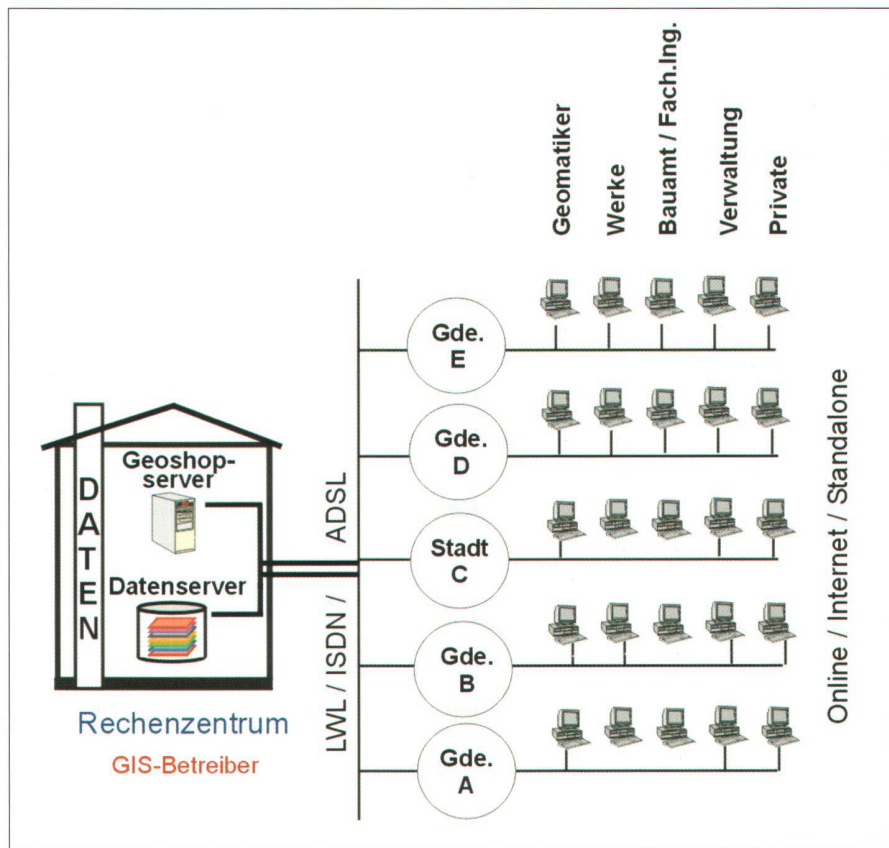 Geomatiker
Werke
Bauamt / Fach.Ing.
Verwaltung
Private
Gde.
E
Gde.
D
Stadt
C
Gde.
B
Gde.
A
DATEN
Geoshop-
server
Datenserver
Rechenzentrum
GIS-Betreiber
LWL / ISDN / ADSL
Online / Internet / Standalone